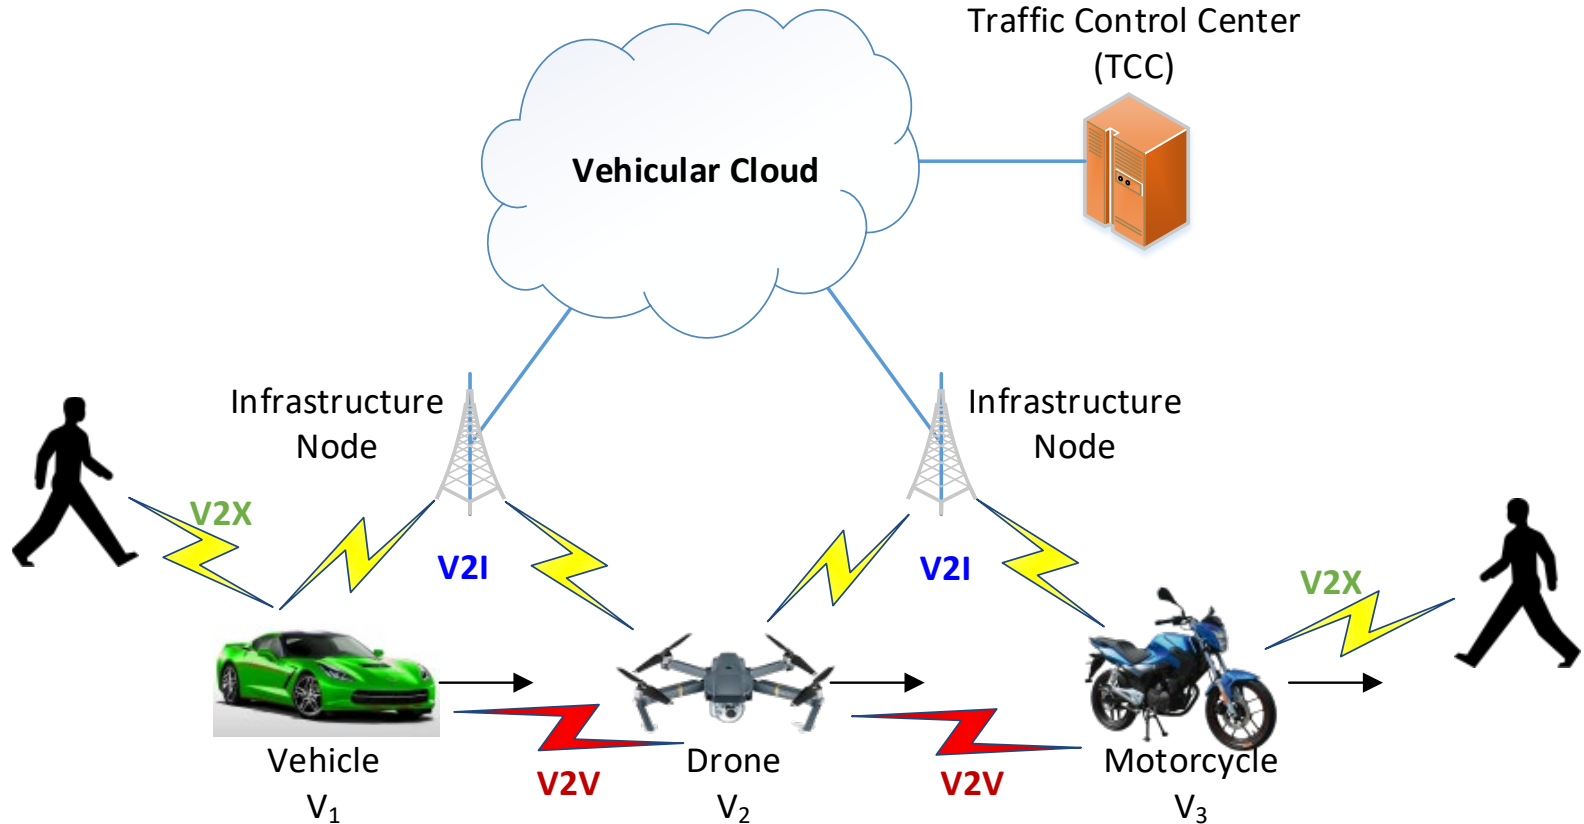 Traffic Control Center
(TCC)
Vehicular Cloud
Infrastructure
Node
Infrastructure
Node
V2X
V2I
V2I
V2X
Vehicle
V₁
V2V
Drone
V₂
V2V
Motorcycle
V₃